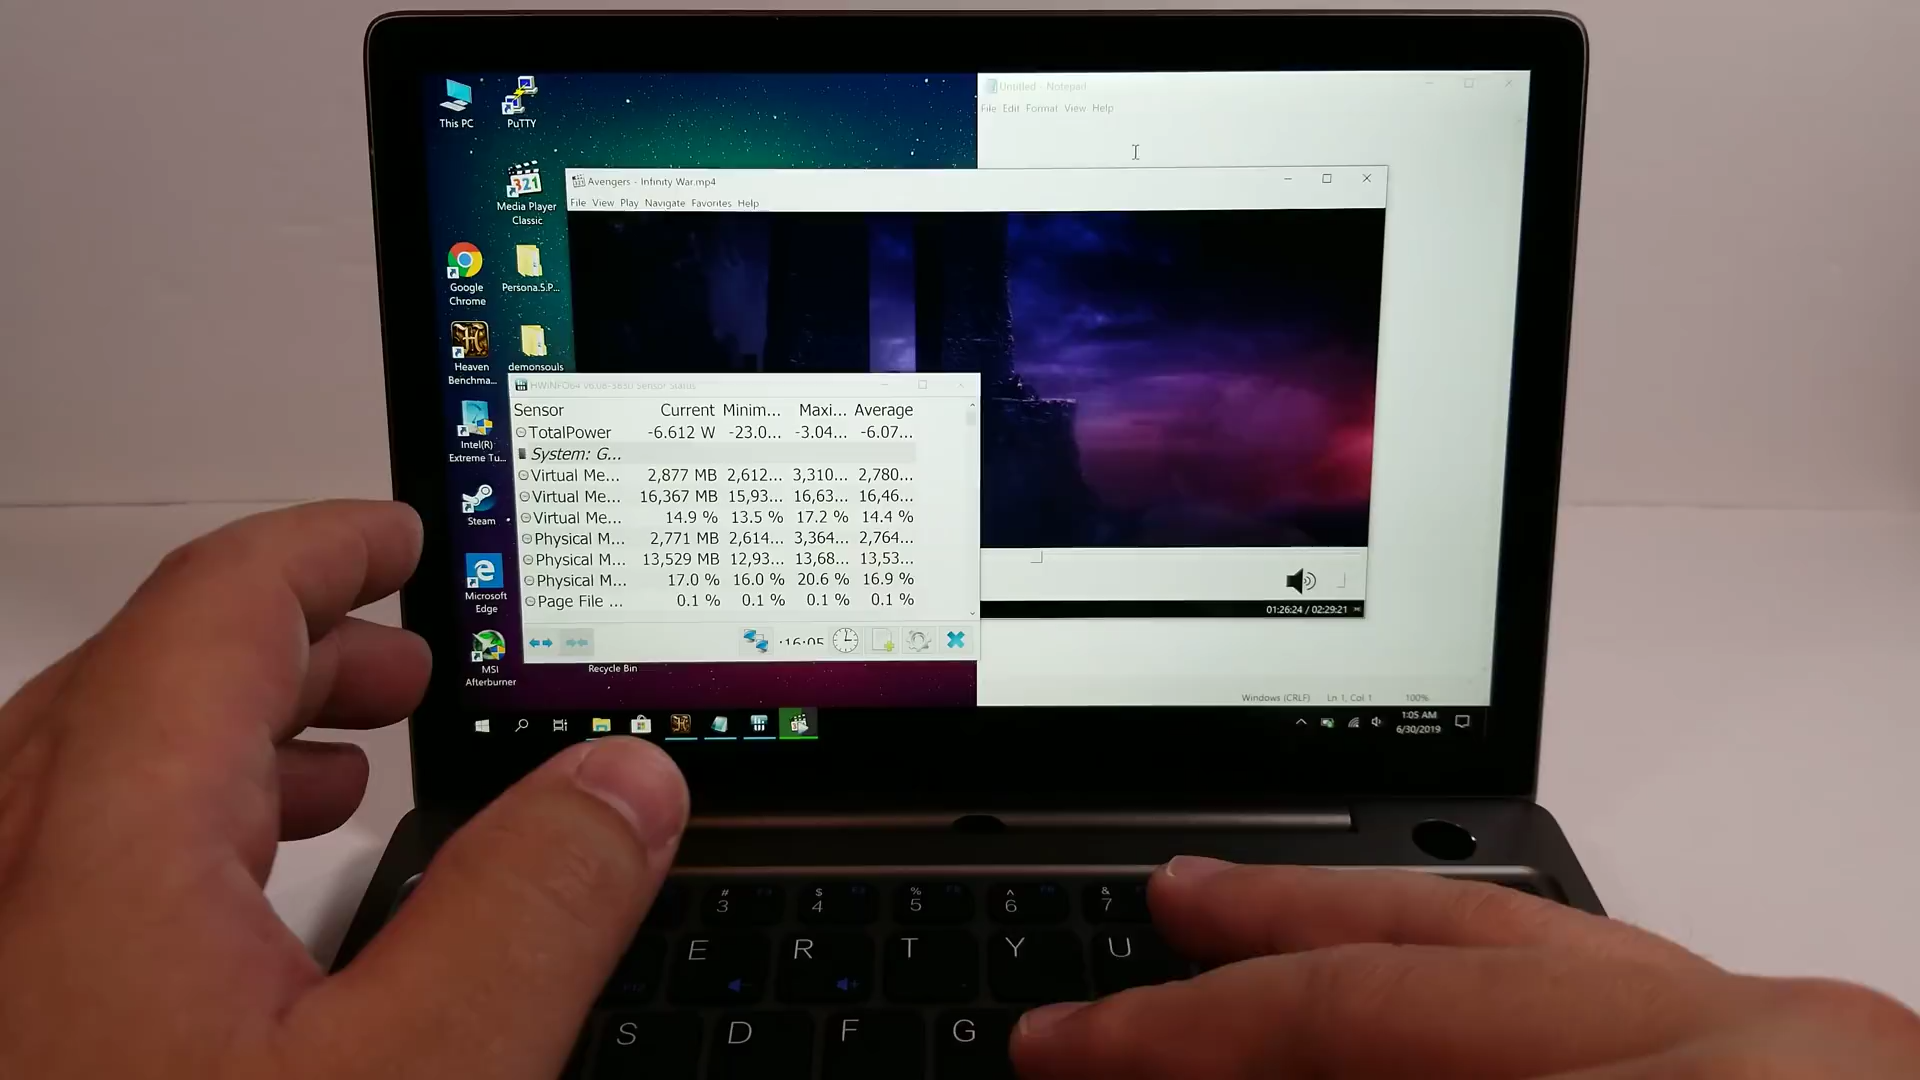 This PC
PuTTY
321
Media Player
Classic
Google
Chrome
Persona.5.P...
Heaven
Benchma...
demonsouls
Intel(R)
Extreme Tu...
Steam
Microsoft
Edge
MSI
Afterburner
Recycle Bin
Untitled - Notepad
File Edit Format View Help
Avengers - Infinity War.mp4
File View Play Navigate Favorites Help
Sensor Status
Sensor Current Minim... Maxi... Average
TotalPower -6.612 W -23.0... -3.04... -6.07...
System: G...
Virtual Me... 2,877 MB 2,612... 3,310... 2,780...
Virtual Me... 16,367 MB 15,93... 16,63... 16,46...
Virtual Me... 14.9 % 13.5 % 17.2 % 14.4 %
Physical M... 2,771 MB 2,614... 3,364... 2,764...
Physical M... 13,529 MB 12,93... 13,68... 13,53...
Physical M... 17.0 % 16.0 % 20.6 % 16.9 %
Page File ... 0.1 % 0.1 % 0.1 % 0.1 %
:16:05
01:26:24 / 02:29:21
Windows (CRLF) Ln 1, Col 1 100%
1:05 AM
6/30/2019
# 3 $ 4 % 5 ^ 6 & 7
E R T Y U
S D F G